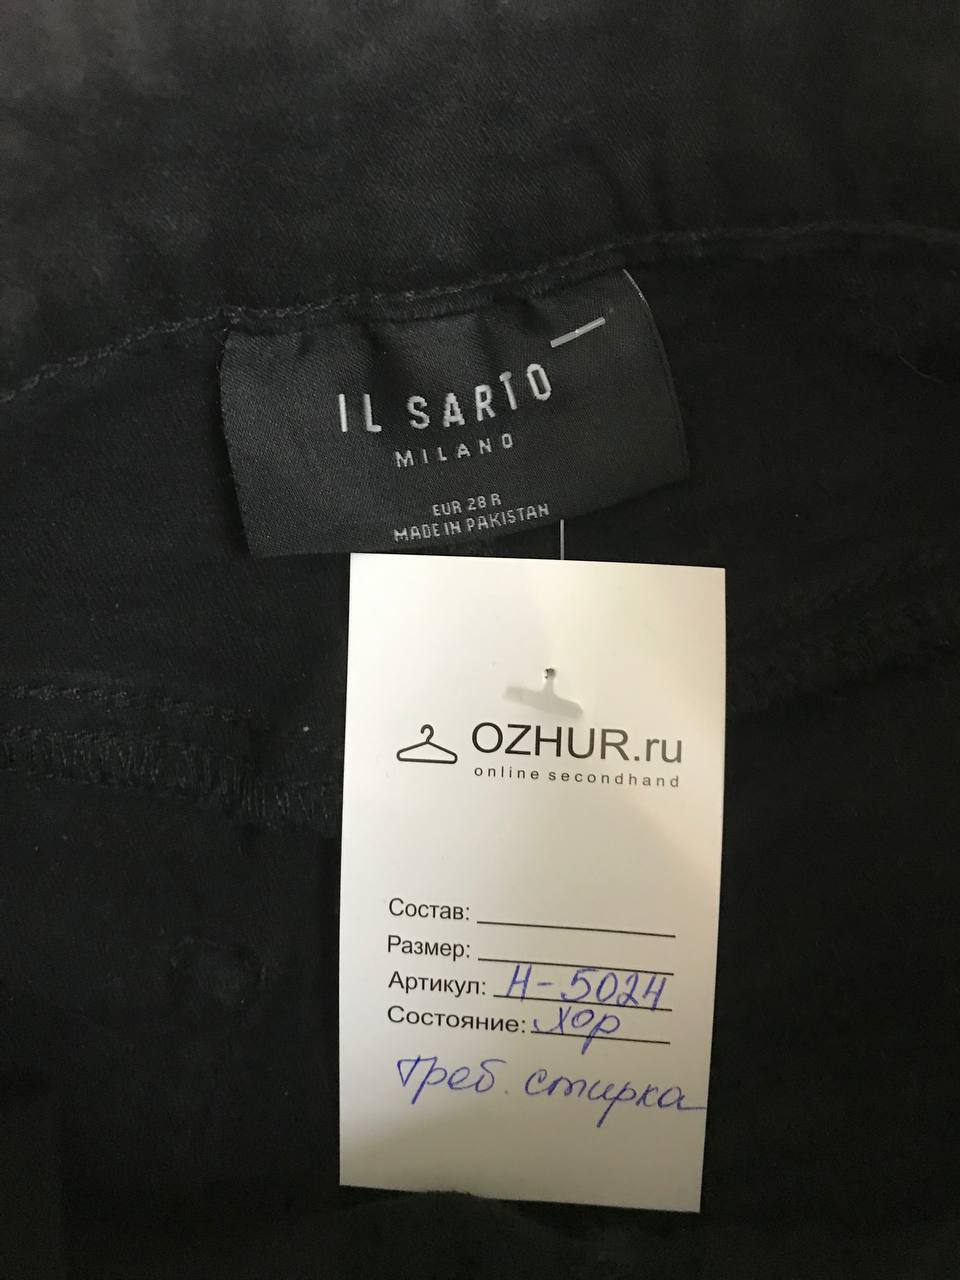 IL SARTO
MILANO
EUR 28 R
MADE IN PAKISTAN
OZHUR.ru
online secondhand
Состав:
Размер:
Артикул: Н-5024
Состояние: хор
треб. стирка